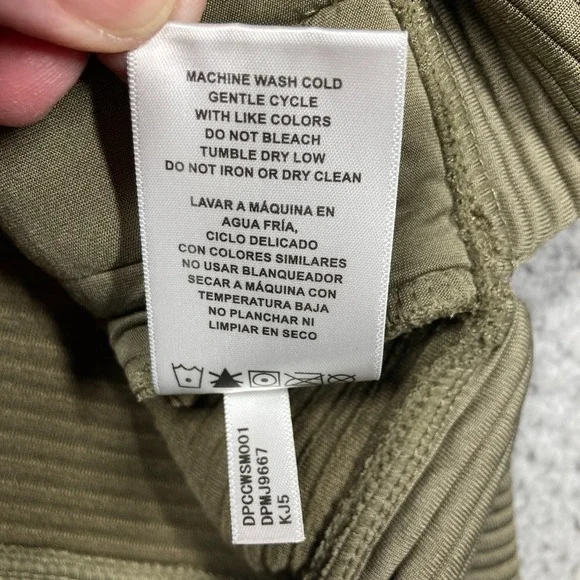 MACHINE WASH COLD
GENTLE CYCLE
WITH LIKE COLORS
DO NOT BLEACH
TUMBLE DRY LOW
DO NOT IRON OR DRY CLEAN
LAVAR A MÁQUINA EN
AGUA FRÍA,
CICLO DELICADO
CON COLORES SIMILARES
NO USAR BLANQUEADOR
SECAR A MÁQUINA CON
TEMPERATURA BAJA
NO PLANCHAR NI
LIMPIAR EN SECO
DPCCWSM001
DPMJ9667
KJ5